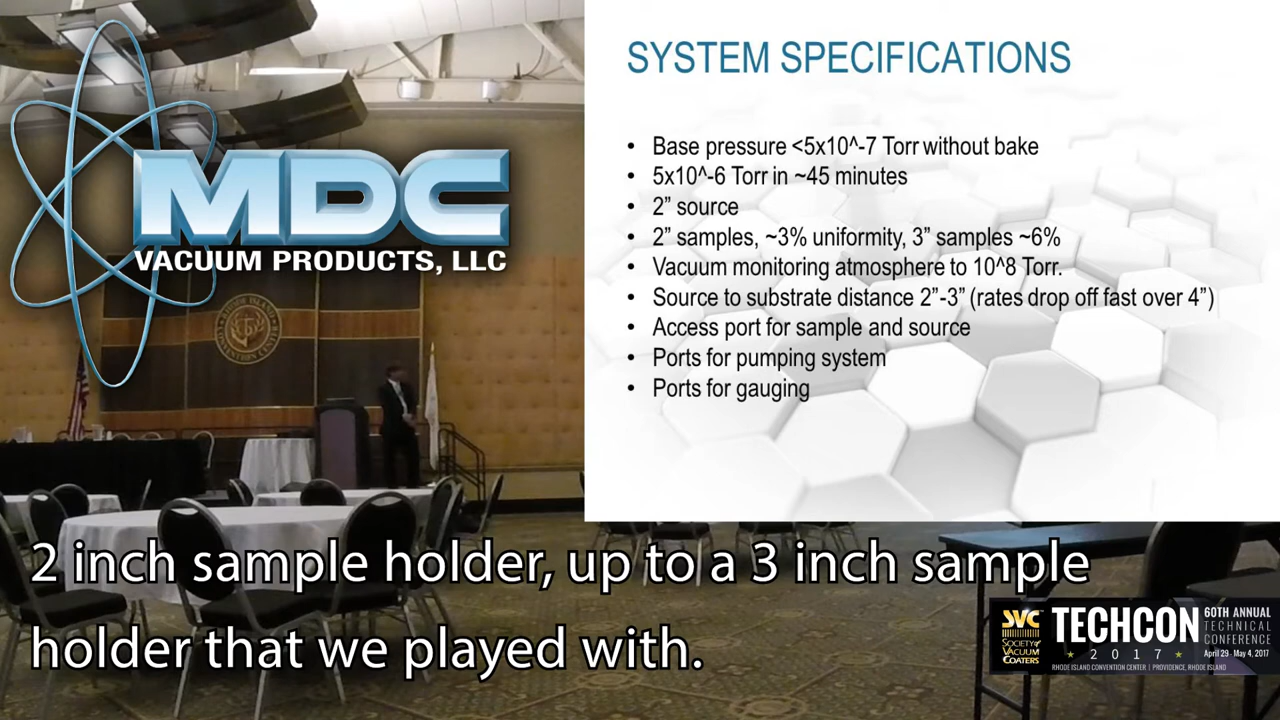 MDC
VACUUM PRODUCTS, LLC
SYSTEM SPECIFICATIONS
• Base pressure <5x10^-7 Torr without bake
• 5x10^-6 Torr in ~45 minutes
• 2” source
• 2” samples, ~3% uniformity, 3” samples ~6%
• Vacuum monitoring atmosphere to 10^8 Torr.
• Source to substrate distance 2”-3” (rates drop off fast over 4”)
• Access port for sample and source
• Ports for pumping system
• Ports for gauging
RHODE ISLAND
CONVENTION CENTER
2 inch sample holder, up to a 3 inch sample
holder that we played with.
SVC
SOCIETY OF
VACUUM
COATERS
TECHCON
2017
60TH ANNUAL
TECHNICAL
CONFERENCE
April 29 - May 4, 2017
RHODE ISLAND CONVENTION CENTER | PROVIDENCE, RHODE ISLAND